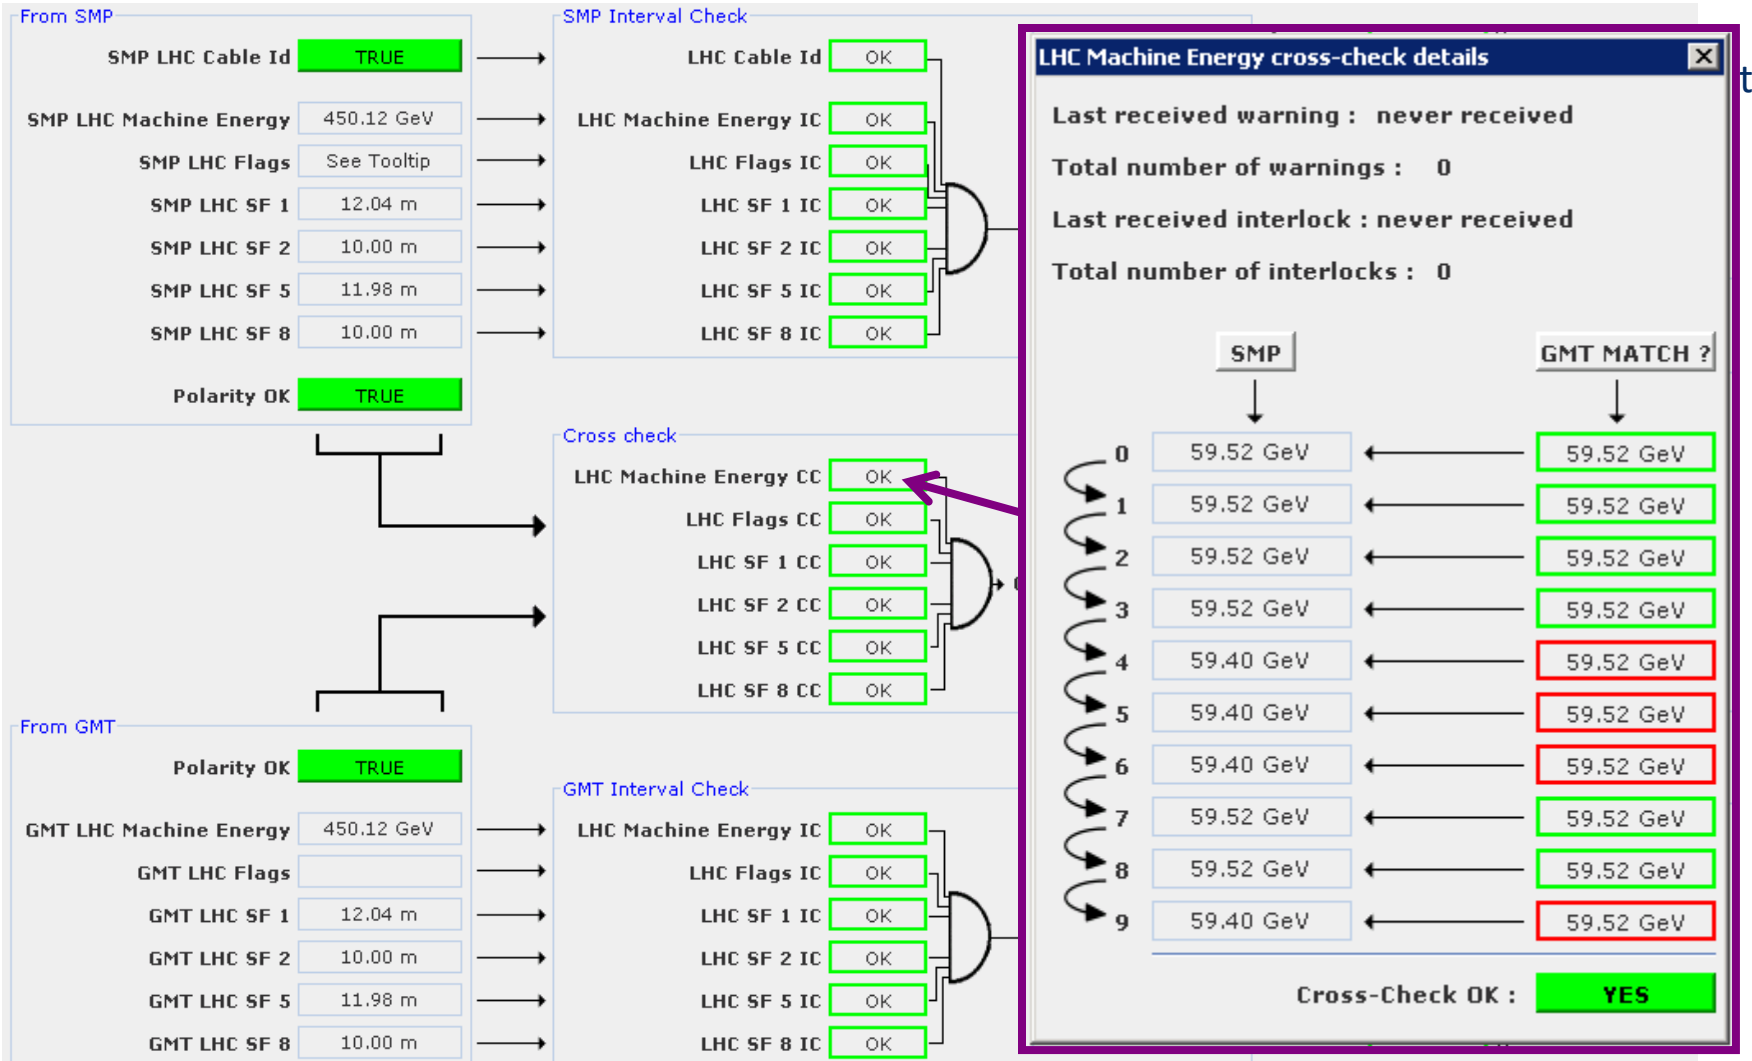 From SMP
SMP LHC Cable Id TRUE
SMP LHC Machine Energy 450.12 GeV
SMP LHC Flags See Tooltip
SMP LHC SF 1 12.04 m
SMP LHC SF 2 10.00 m
SMP LHC SF 5 11.98 m
SMP LHC SF 8 10.00 m
Polarity OK TRUE
SMP Interval Check
LHC Cable Id OK
LHC Machine Energy IC OK
LHC Flags IC OK
LHC SF 1 IC OK
LHC SF 2 IC OK
LHC SF 5 IC OK
LHC SF 8 IC OK
Cross check
LHC Machine Energy CC OK
LHC Flags CC OK
LHC SF 1 CC OK
LHC SF 2 CC OK
LHC SF 5 CC OK
LHC SF 8 CC OK
From GMT
Polarity OK TRUE
GMT LHC Machine Energy 450.12 GeV
GMT LHC Flags
GMT LHC SF 1 12.04 m
GMT LHC SF 2 10.00 m
GMT LHC SF 5 11.98 m
GMT LHC SF 8 10.00 m
GMT Interval Check
LHC Machine Energy IC OK
LHC Flags IC OK
LHC SF 1 IC OK
LHC SF 2 IC OK
LHC SF 5 IC OK
LHC SF 8 IC OK
LHC Machine Energy cross-check details
t
Last received warning : never received
Total number of warnings : 0
Last received interlock : never received
Total number of interlocks : 0
SMP GMT MATCH ?
0 59.52 GeV 59.52 GeV
1 59.52 GeV 59.52 GeV
2 59.52 GeV 59.52 GeV
3 59.52 GeV 59.52 GeV
4 59.40 GeV 59.52 GeV
5 59.40 GeV 59.52 GeV
6 59.40 GeV 59.52 GeV
7 59.52 GeV 59.52 GeV
8 59.52 GeV 59.52 GeV
9 59.40 GeV 59.52 GeV
Cross-Check OK : YES